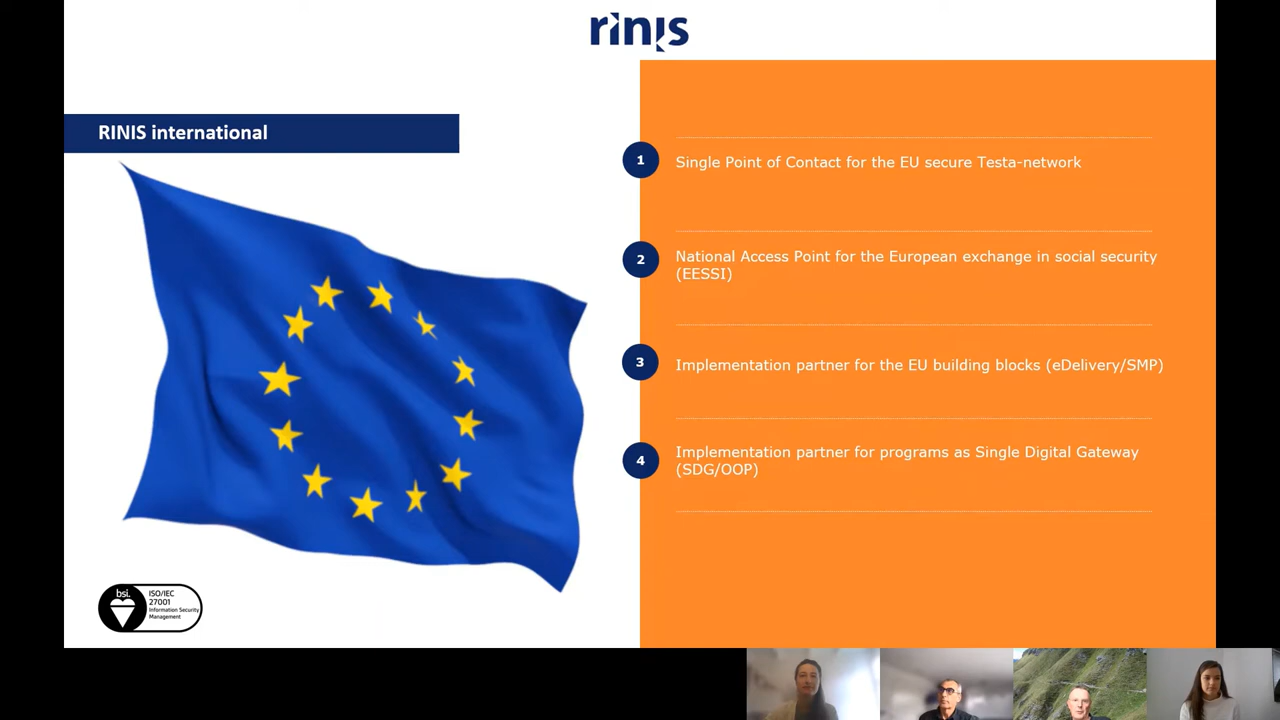 rinis
RINIS international
1
Single Point of Contact for the EU secure Testa-network
2
National Access Point for the European exchange in social security
(EESSI)
3
Implementation partner for the EU building blocks (eDelivery/SMP)
4
Implementation partner for programs as Single Digital Gateway
(SDG/OOP)
bsi.
ISO/IEC
27001
Information Security
Management